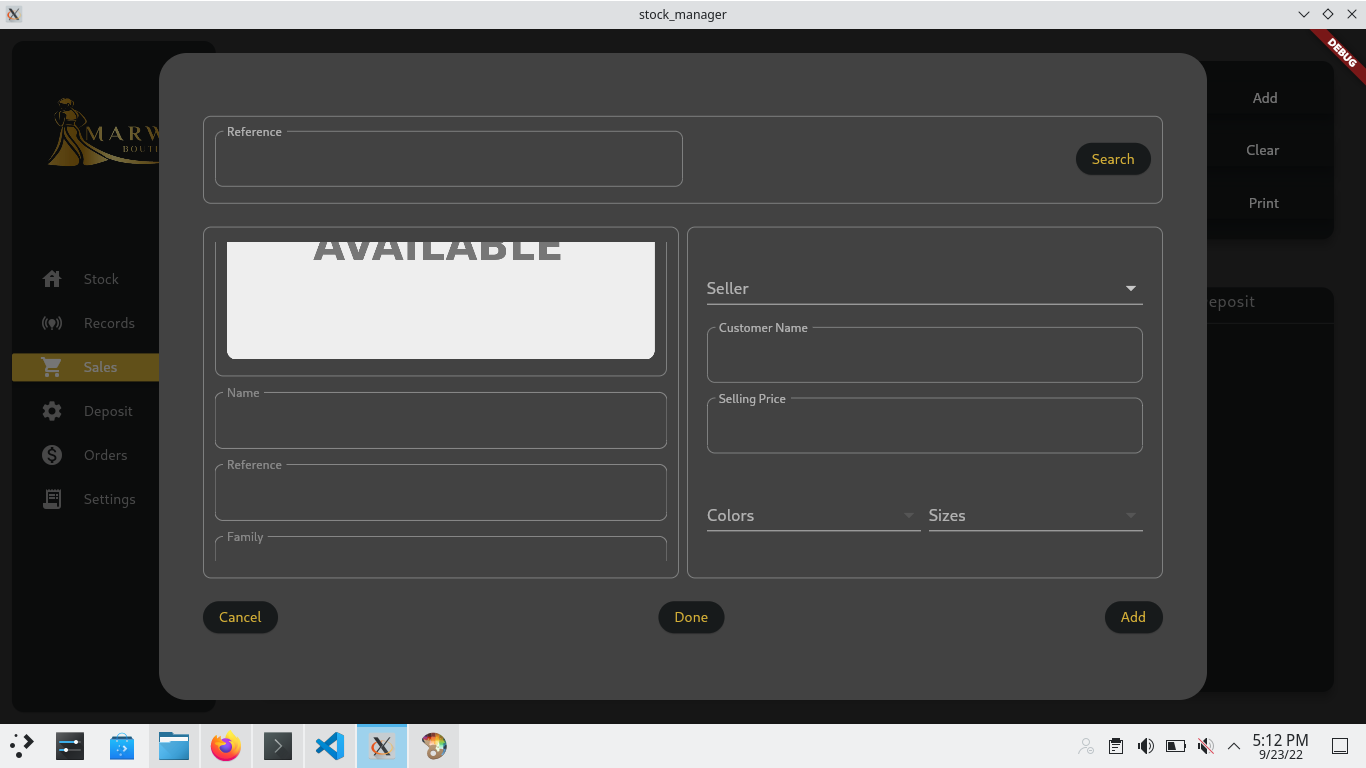 stock_manager
DEBUG
MARW
BOUTI
Stock
Records
Sales
Deposit
Orders
Settings
Reference
Search
AVAILABLE
Name
Reference
Family
Seller
Customer Name
Selling Price
Colors
Sizes
Cancel
Done
Add
Add
Clear
Print
eposit
5:12 PM
9/23/22